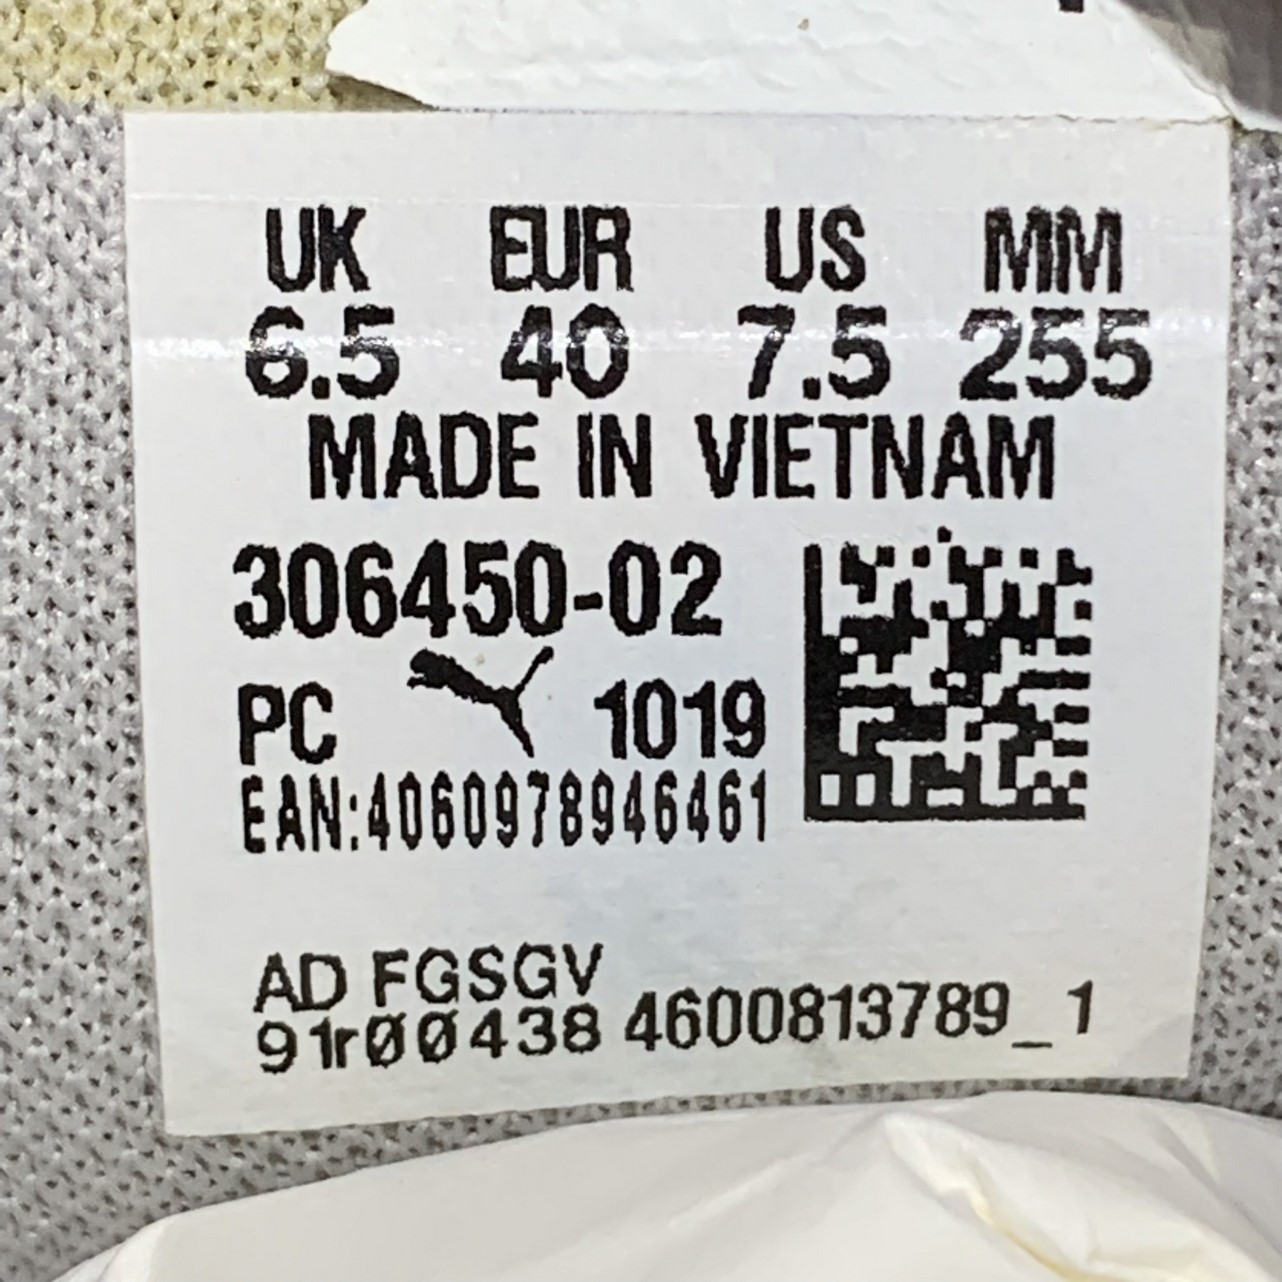 UK EUR US MM
6.5 40 7.5 255
MADE IN VIETNAM
306450-02
PC 1019
EAN:4060978946461
AD FGSGV
91r00438 4600813789_1